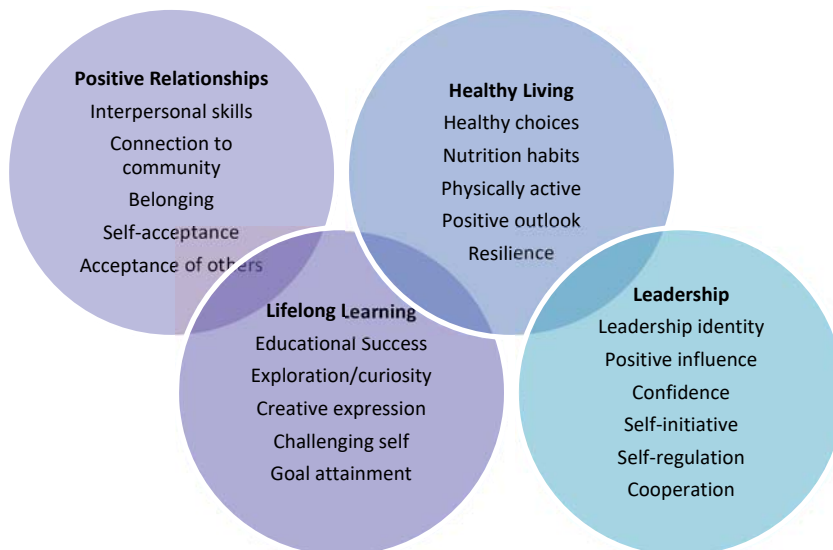 Positive Relationships
Interpersonal skills
Connection to
community
Belonging
Self-acceptance
Acceptance of others
Healthy Living
Healthy choices
Nutrition habits
Physically active
Positive outlook
Resilience
Lifelong Learning
Educational Success
Exploration/curiosity
Creative expression
Challenging self
Goal attainment
Leadership
Leadership identity
Positive influence
Confidence
Self-initiative
Self-regulation
Cooperation